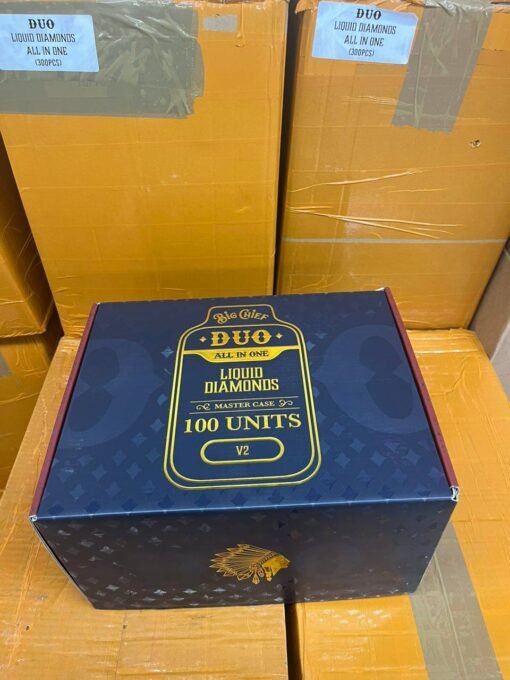 DUO
LIQUID DIAMONDS
ALL IN ONE
(300PCS)
DUO
LIQUID DIAMONDS
ALL IN ONE
(300PCS)
Big Chief
DUO
ALL IN ONE
LIQUID
DIAMONDS
MASTER CASE
100 UNITS
V2